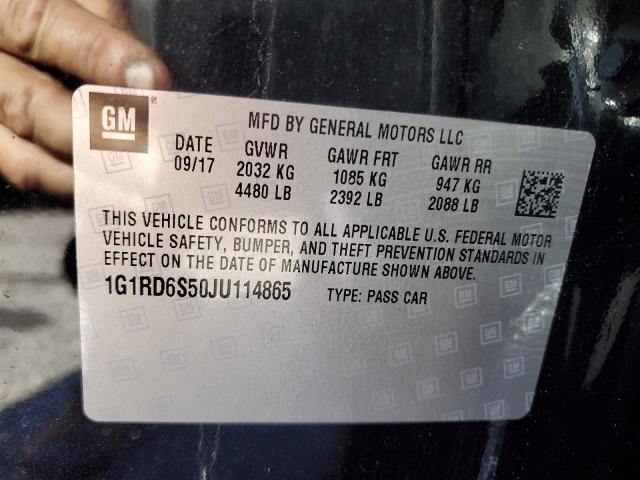 GM ®
MFD BY GENERAL MOTORS LLC
DATE GVWR GAWR FRT GAWR RR
09/17 2032 KG 1085 KG 947 KG
4480 LB 2392 LB 2088 LB
THIS VEHICLE CONFORMS TO ALL APPLICABLE U.S. FEDERAL MOTOR
VEHICLE SAFETY, BUMPER, AND THEFT PREVENTION STANDARDS IN
EFFECT ON THE DATE OF MANUFACTURE SHOWN ABOVE.
1G1RD6S50JU114865 TYPE: PASS CAR